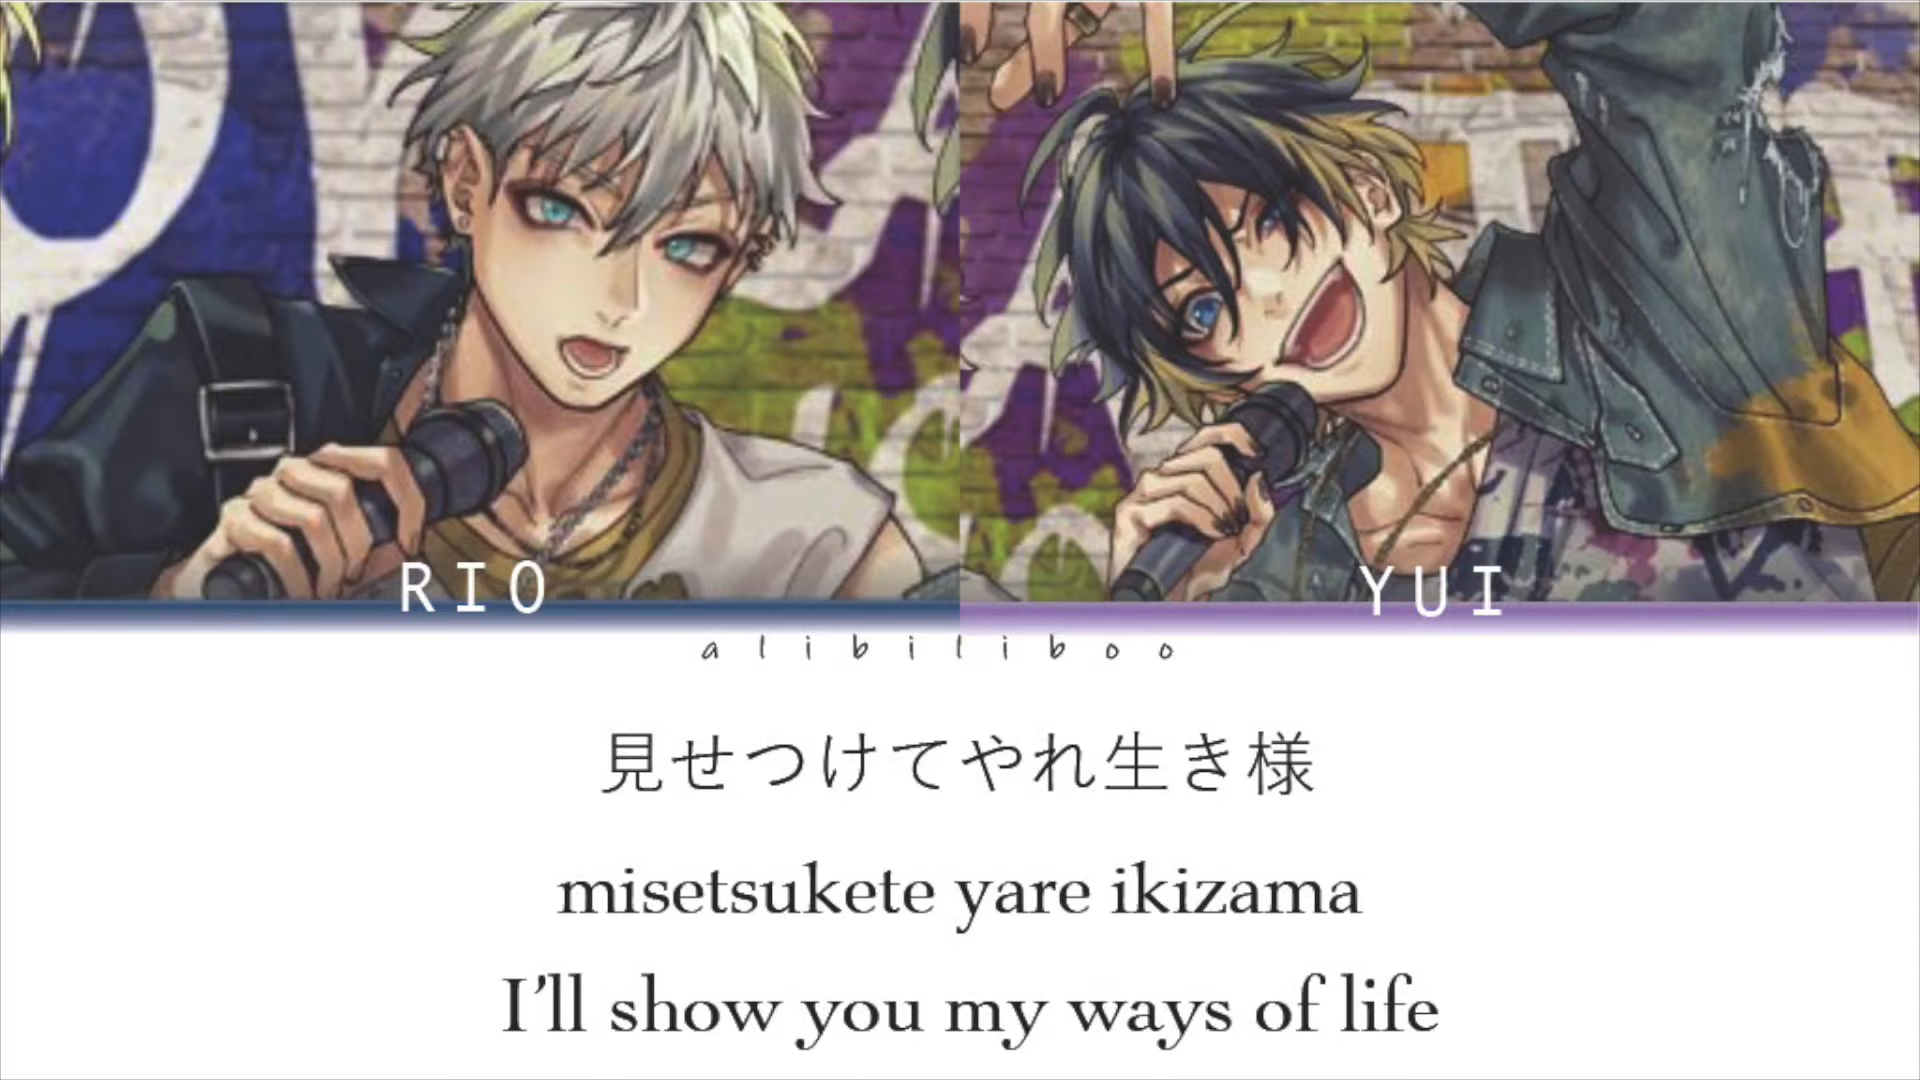 RIO
YUI
alibiliboo
見せつけてやれ生き様
misetsukete yare ikizama
I'll show you my ways of life